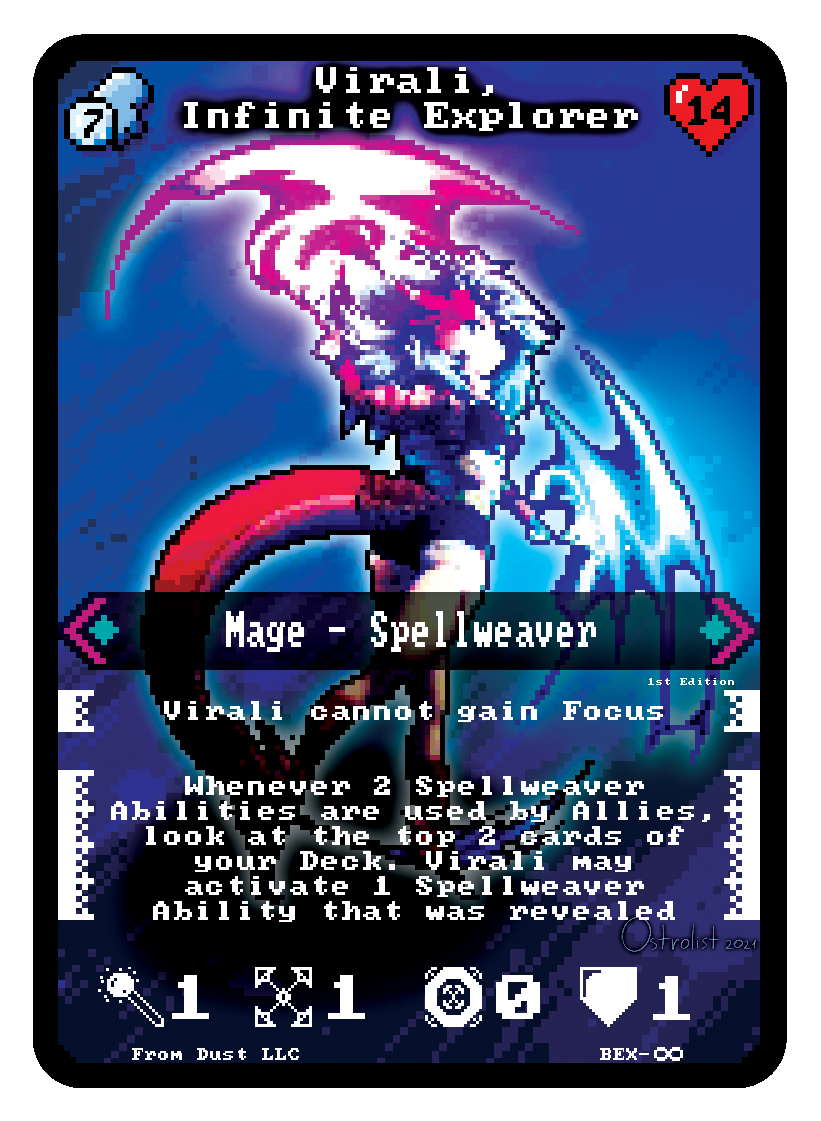 Virali,
7 Infinite Explorer 14
Mage - Spellweaver
1st Edition
Virali cannot gain Focus
Whenever 2 Spellweaver
Abilities are used by Allies,
look at the top 2 cards of
your Deck. Virali may
activate 1 Spellweaver
Ability that was revealed
Ostrolist 2021
1 1 0 1
From Dust LLC BEX-∞